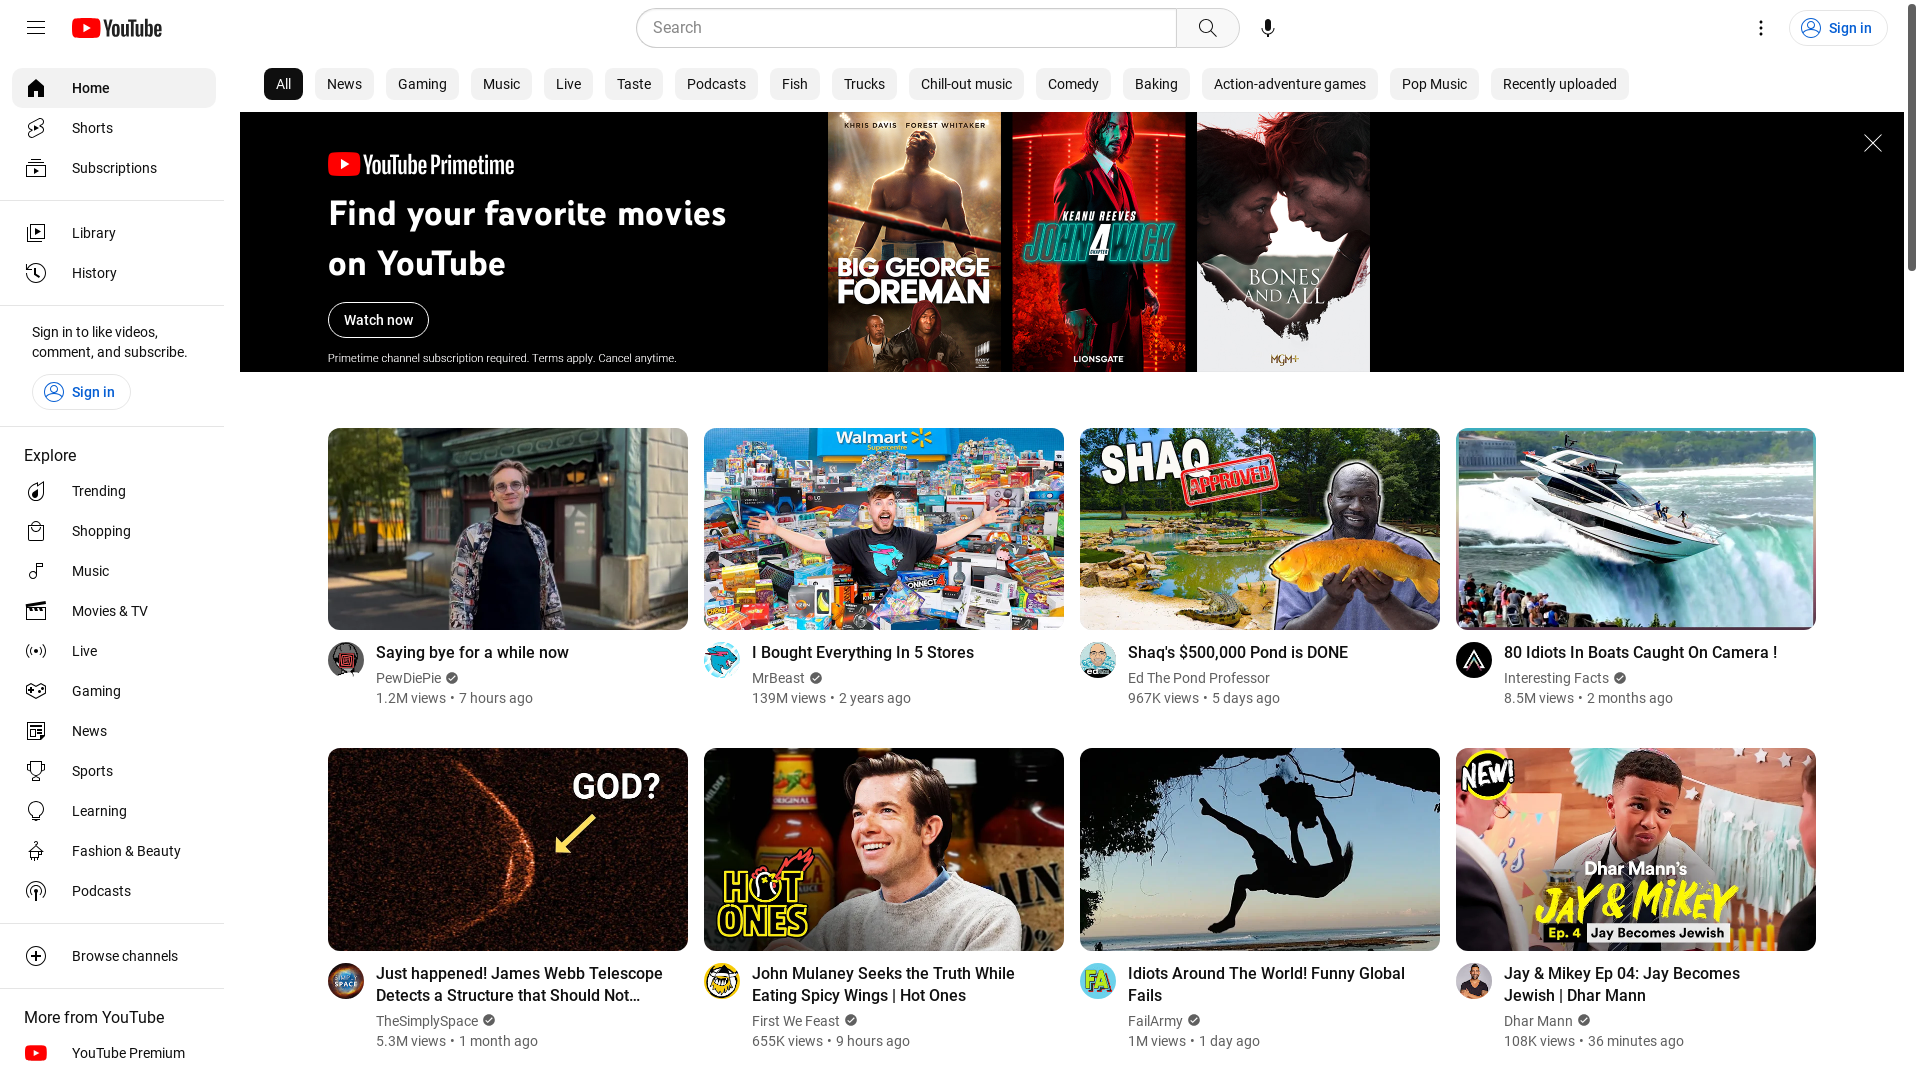 YouTube
Search
Sign in
Home
Shorts
Subscriptions
Library
History
Sign in to like videos,
comment, and subscribe.
Sign in
Explore
Trending
Shopping
Music
Movies & TV
Live
Gaming
News
Sports
Learning
Fashion & Beauty
Podcasts
Browse channels
More from YouTube
YouTube Premium
All
News
Gaming
Music
Live
Taste
Podcasts
Fish
Trucks
Chill-out music
Comedy
Baking
Action-adventure games
Pop Music
Recently uploaded
YouTube Primetime
Find your favorite movies
on YouTube
Watch now
Primetime channel subscription required. Terms apply. Cancel anytime.
KHRIS DAVIS FOREST WHITAKER
BIG GEORGE
FOREMAN
KEANU REEVES
JOHN WICK
CHAPTER 4
LIONSGATE
BONES
AND ALL
MGM+
Saying bye for a while now
PewDiePie
1.2M views • 7 hours ago
Walmart
Supercentre
CONNECT 4
I Bought Everything In 5 Stores
MrBeast
139M views • 2 years ago
SHAQ
APPROVED
Shaq's $500,000 Pond is DONE
Ed The Pond Professor
967K views • 5 days ago
80 Idiots In Boats Caught On Camera !
Interesting Facts
8.5M views • 2 months ago
GOD?
SIMPLY
SPACE
Just happened! James Webb Telescope
Detects a Structure that Should Not…
TheSimplySpace
5.3M views • 1 month ago
MILDER
ORIGINAL
HOT
ONES
John Mulaney Seeks the Truth While
Eating Spicy Wings | Hot Ones
First We Feast
655K views • 9 hours ago
FA
Idiots Around The World! Funny Global
Fails
FailArmy
1M views • 1 day ago
NEW!
Dhar Mann's
JAY & MiKEY
Ep. 4 Jay Becomes Jewish
Jay & Mikey Ep 04: Jay Becomes
Jewish | Dhar Mann
Dhar Mann
108K views • 36 minutes ago